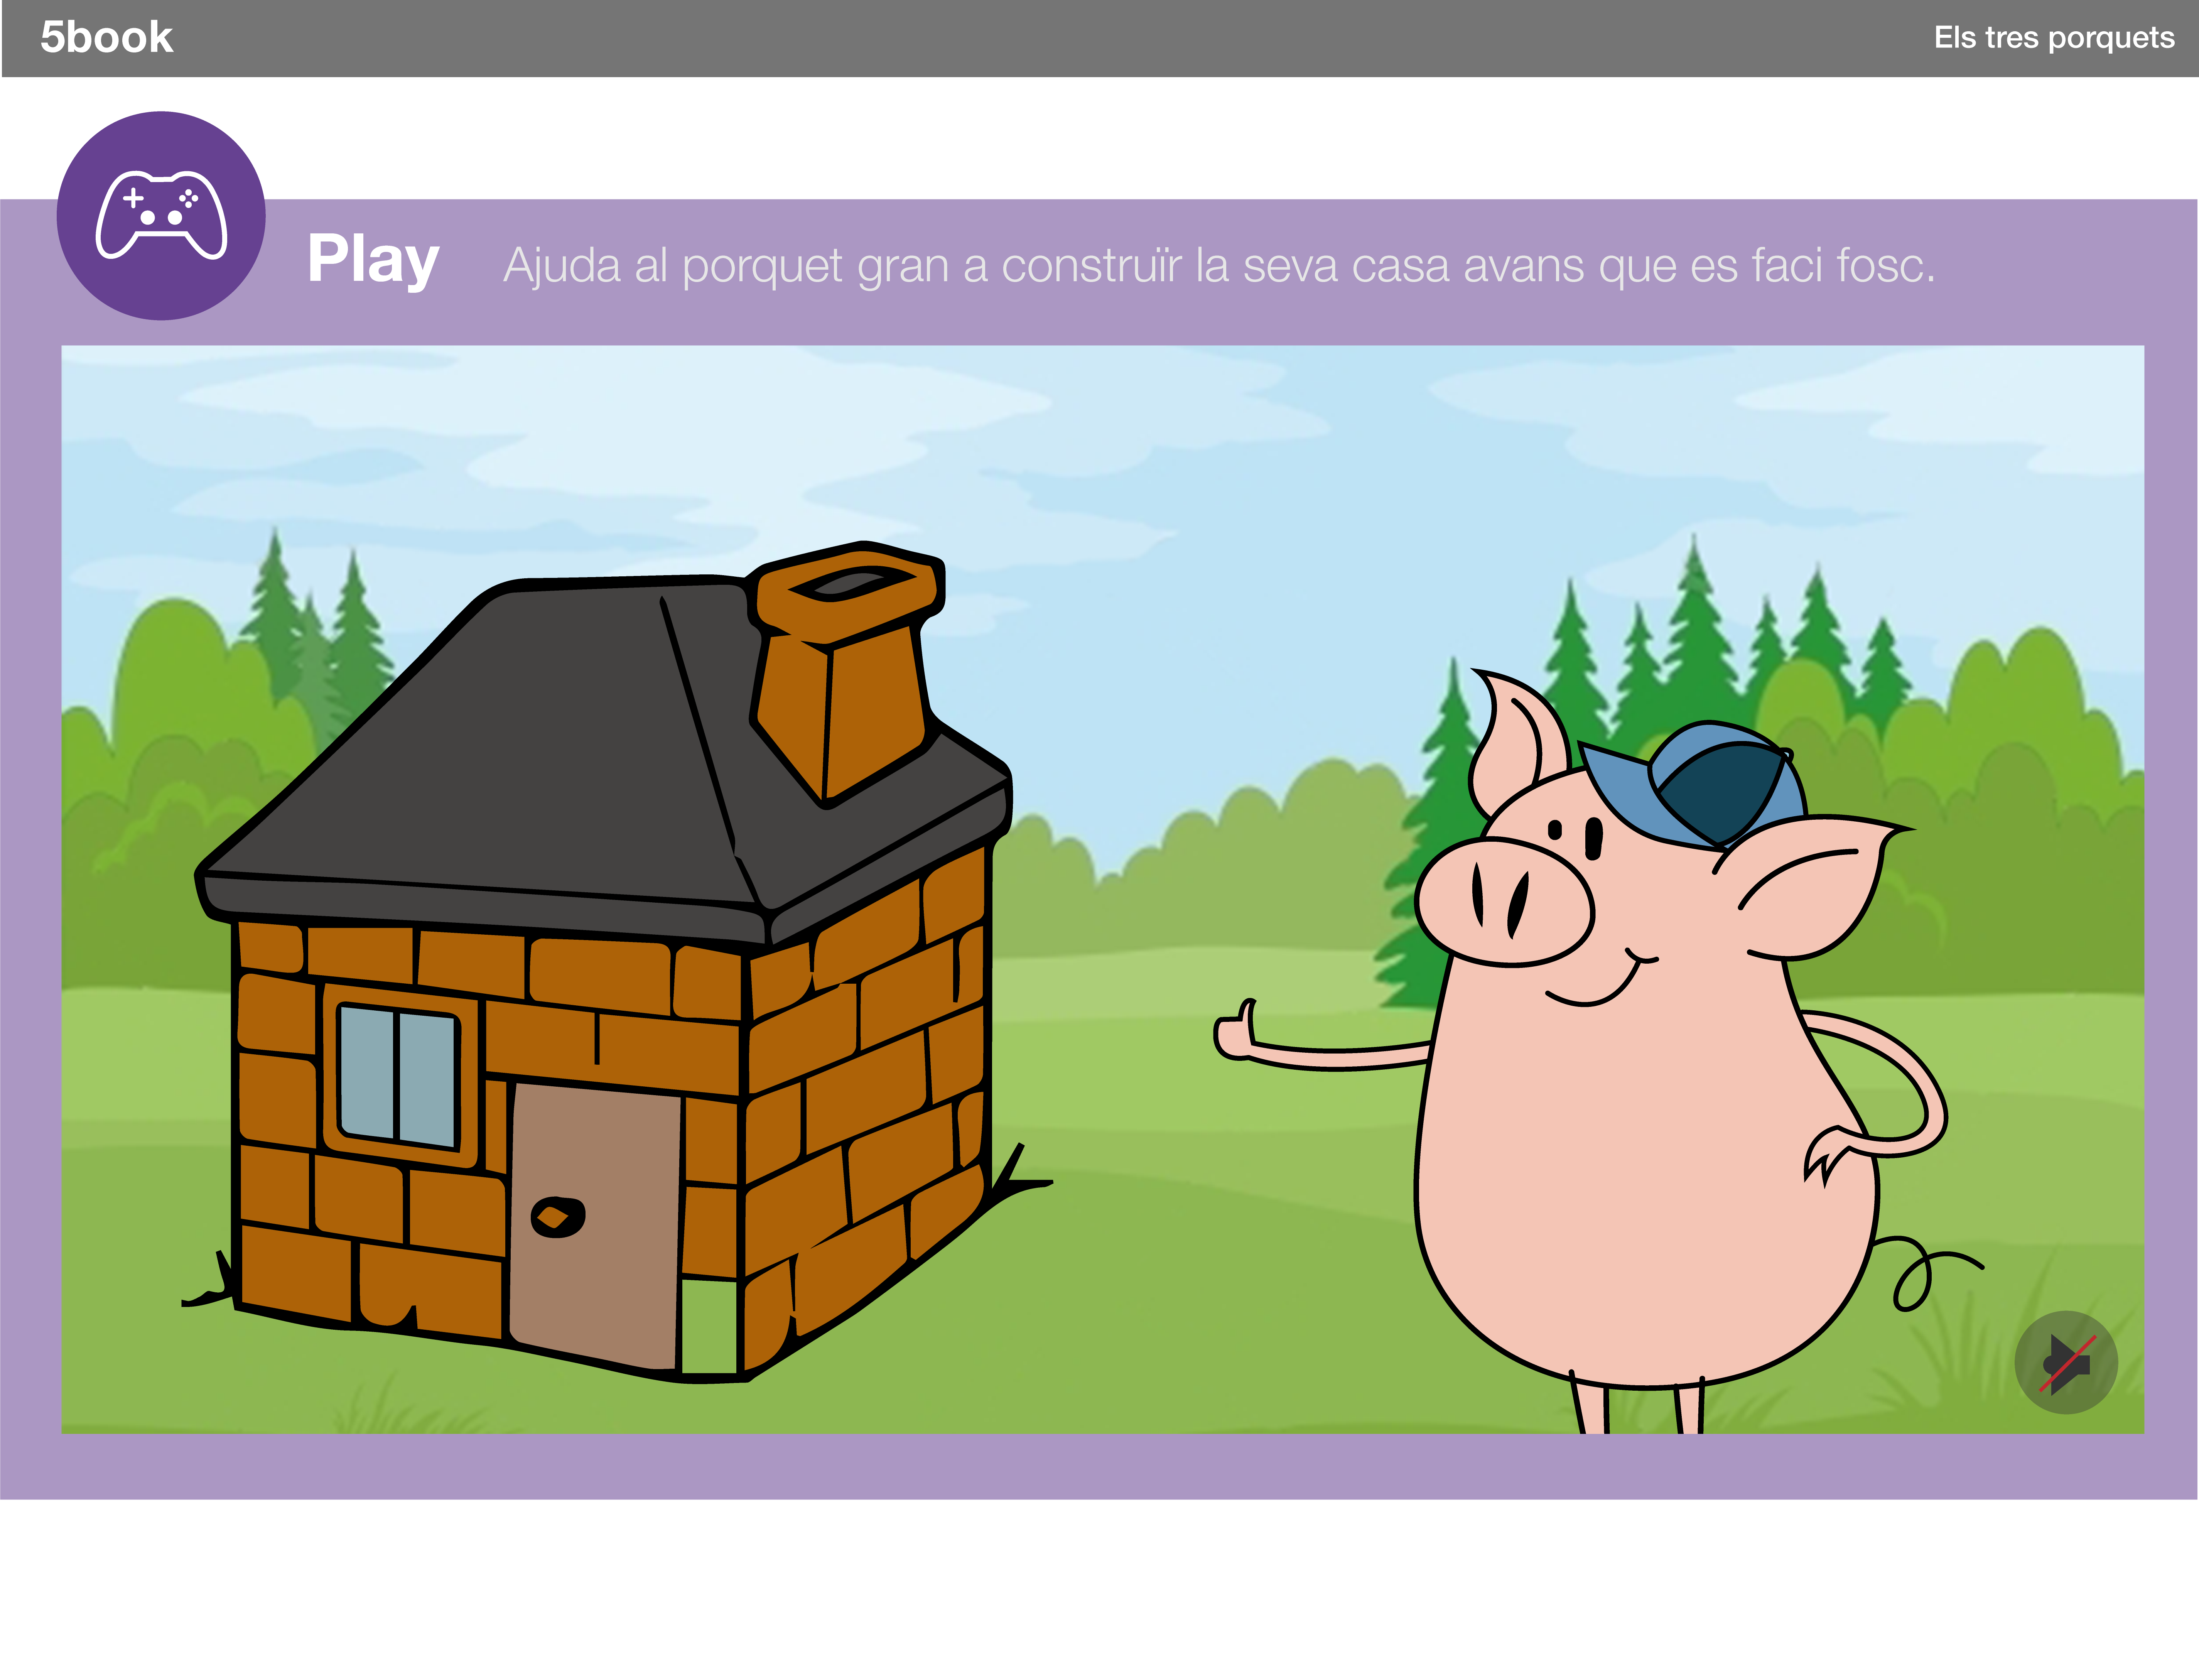 5book
Els tres porquets
Play
Ajuda al porquet gran a construïr la seva casa avans que es faci fosc.